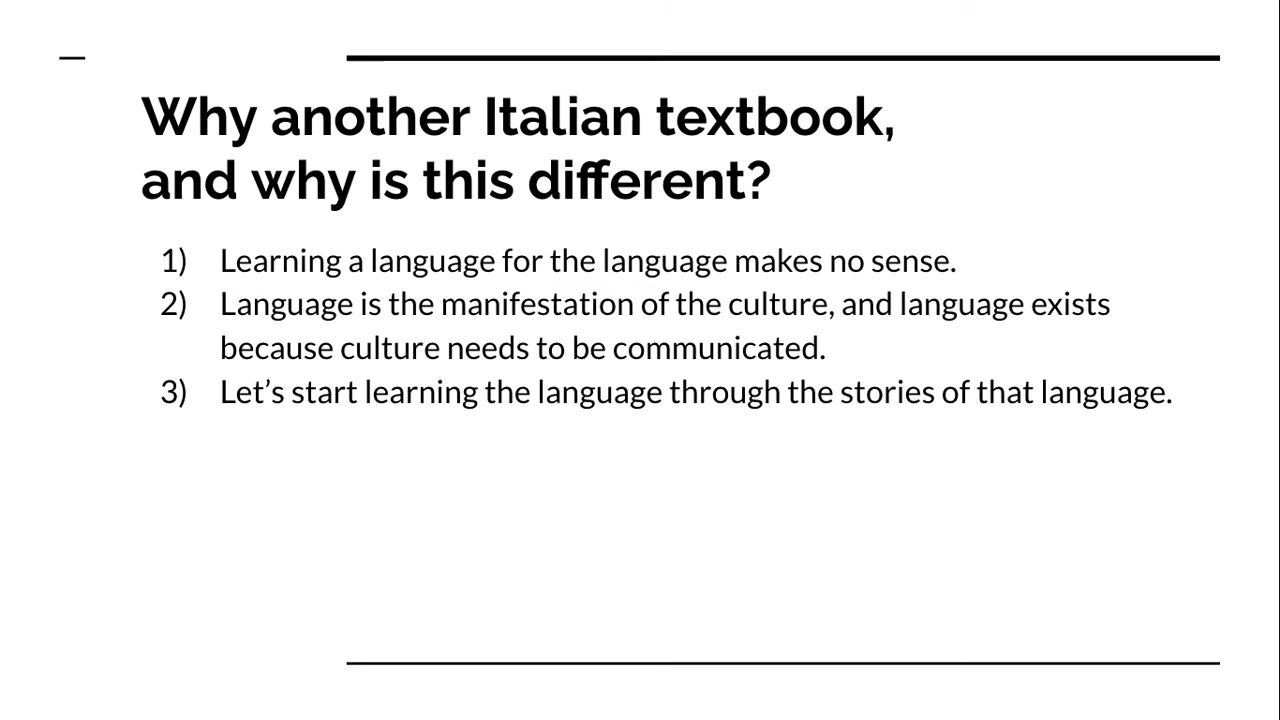 Why another Italian textbook,
and why is this different?
1) Learning a language for the language makes no sense.
2) Language is the manifestation of the culture, and language exists
because culture needs to be communicated.
3) Let’s start learning the language through the stories of that language.